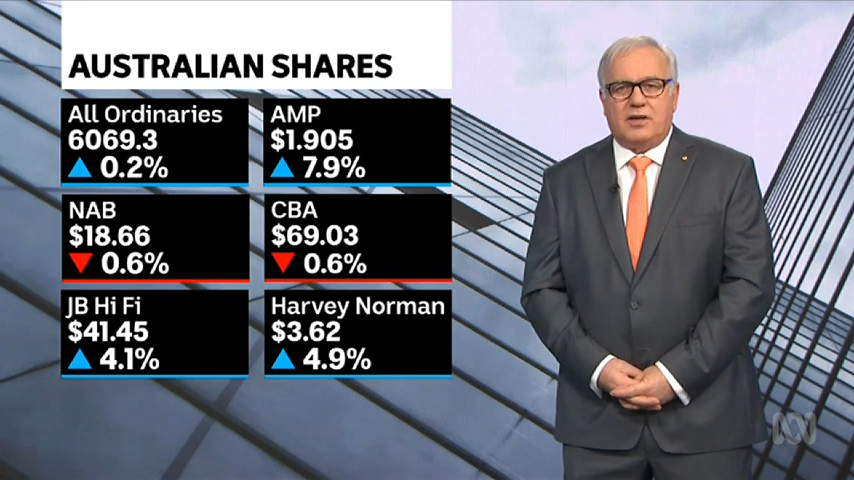 AUSTRALIAN SHARES
All Ordinaries
6069.3
0.2%
AMP
$1.905
7.9%
NAB
$18.66
0.6%
CBA
$69.03
0.6%
JB Hi Fi
$41.45
4.1%
Harvey Norman
$3.62
4.9%